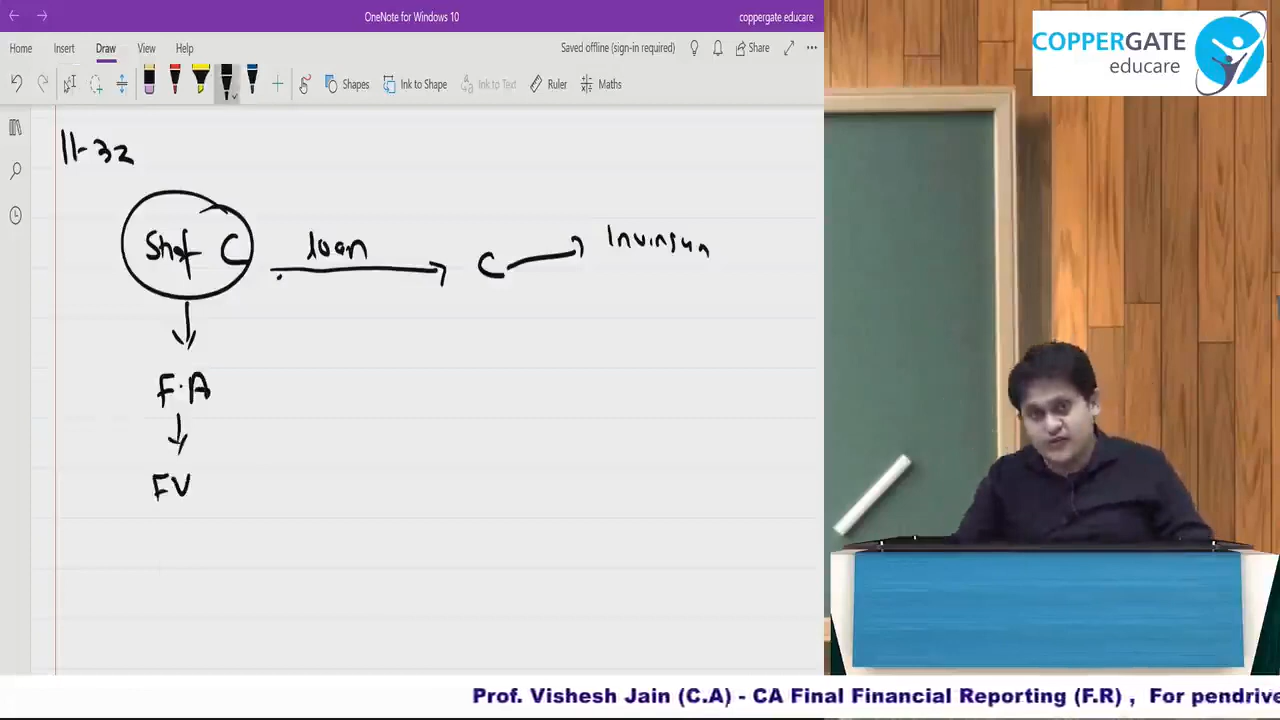 OneNote for Windows 10
coppergate educare
Home Insert Draw View Help
Saved offline (sign-in required)
Share
Shapes
Ink to Shape
Ink to Text
Ruler
Maths
COPPERGATE
educare
11-32
C
loan
C
F.A
FV
Prof. Vishesh Jain (C.A) - CA Final Financial Reporting (F.R) , For pendrive